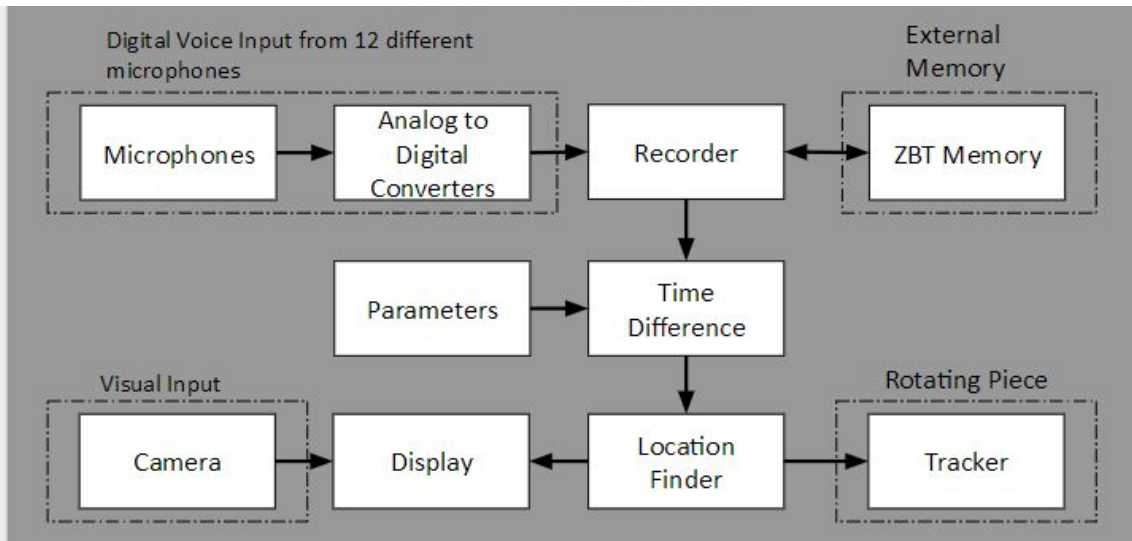 Digital Voice Input from 12 different
microphones
External
Memory
Microphones
Analog to
Digital
Converters
Recorder
ZBT Memory
Parameters
Time
Difference
Visual Input
Rotating Piece
Camera
Display
Location
Finder
Tracker